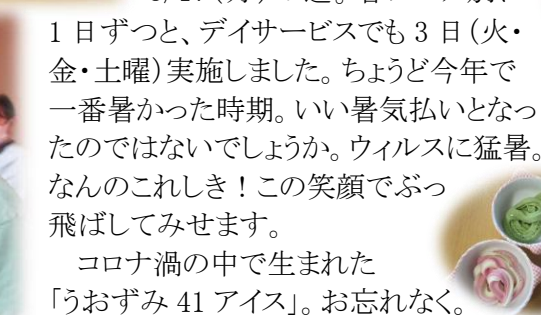 1 日ずつと、デイサービスでも 3 日(火・
金・土曜)実施しました。ちょうど今年で
一番暑かった時期。いい暑気払いとなっ
たのではないでしょうか。ウィルスに猛暑。
なんのこれしき！この笑顔でぶっ
飛ばしてみせます。
コロナ渦の中で生まれた
「うおずみ 41 アイス」。お忘れなく。